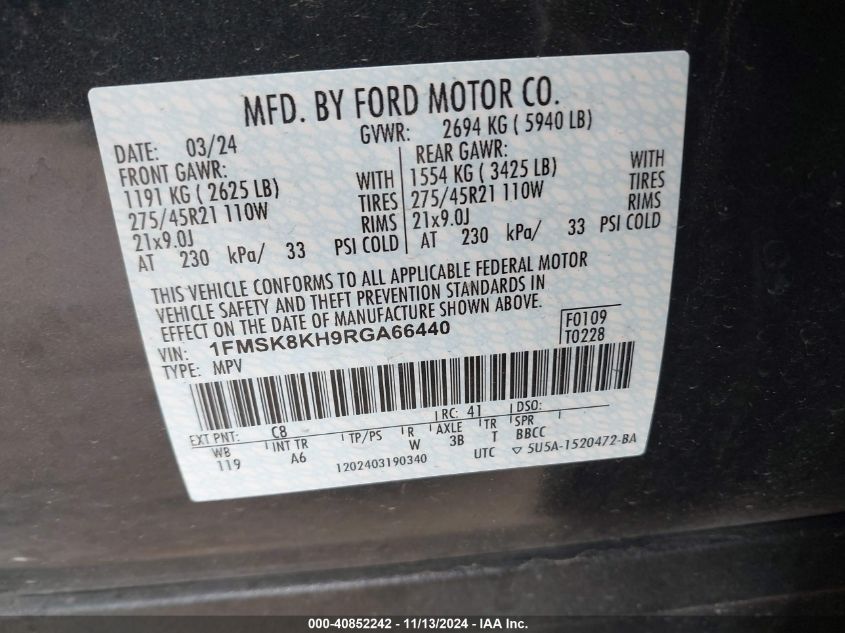 MFD. BY FORD MOTOR CO.
DATE: 03/24 GVWR: 2694 KG ( 5940 LB)
FRONT GAWR: REAR GAWR:
1191 KG ( 2625 LB) WITH 1554 KG ( 3425 LB) WITH
275/45R21 110W TIRES 275/45R21 110W TIRES
21x9.0J RIMS 21x9.0J RIMS
AT 230 kPa/ 33 PSI COLD AT 230 kPa/ 33 PSI COLD
THIS VEHICLE CONFORMS TO ALL APPLICABLE FEDERAL MOTOR
VEHICLE SAFETY AND THEFT PREVENTION STANDARDS IN
EFFECT ON THE DATE OF MANUFACTURE SHOWN ABOVE.
VIN: 1FMSK8KH9RGA66440 F0109
TYPE: MPV T0228
EXT PNT: C8 RC: 41 DSO:
WB INT TR TP/PS R AXLE TR SPR
119 A6 W 3B T BBCC
1202403190340 UTC ▽ 5U5A-1520472-BA
000-40852242 - 11/13/2024 - IAA Inc.